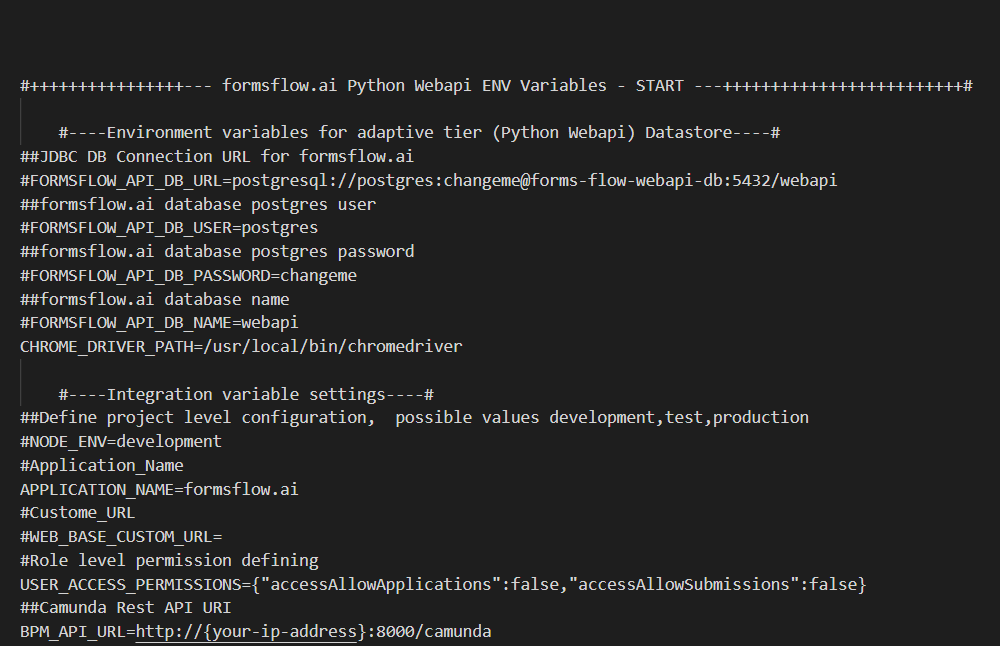 #++++++++++++++++--- formsflow.ai Python Webapi ENV Variables - START ---+++++++++++++++++++++++++#
#----Environment variables for adaptive tier (Python Webapi) Datastore----#
##JDBC DB Connection URL for formsflow.ai
#FORMSFLOW_API_DB_URL=postgresql://postgres:changeme@forms-flow-webapi-db:5432/webapi
##formsflow.ai database postgres user
#FORMSFLOW_API_DB_USER=postgres
##formsflow.ai database postgres password
#FORMSFLOW_API_DB_PASSWORD=changeme
##formsflow.ai database name
#FORMSFLOW_API_DB_NAME=webapi
CHROME_DRIVER_PATH=/usr/local/bin/chromedriver
#----Integration variable settings----#
##Define project level configuration,  possible values development,test,production
#NODE_ENV=development
#Application_Name
APPLICATION_NAME=formsflow.ai
#Custome_URL
#WEB_BASE_CUSTOM_URL=
#Role level permission defining
USER_ACCESS_PERMISSIONS={"accessAllowApplications":false,"accessAllowSubmissions":false}
##Camunda Rest API URI
BPM_API_URL=http://{your-ip-address}:8000/camunda